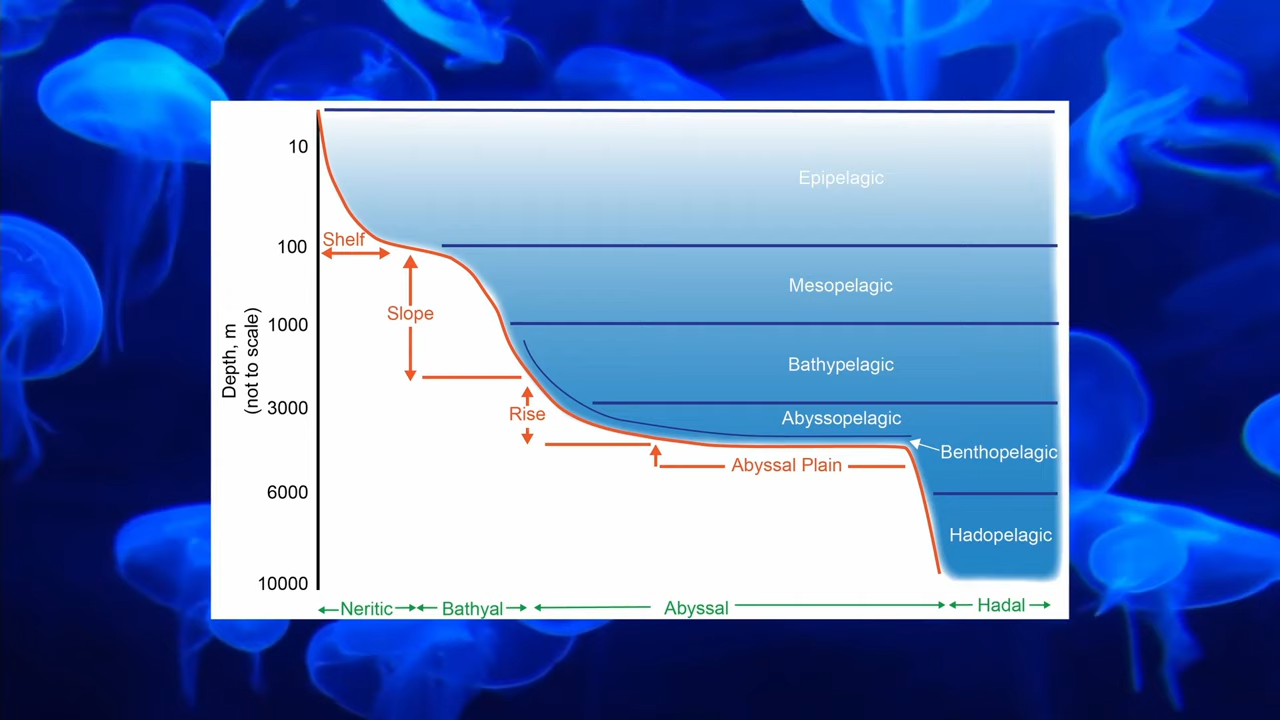 10
Epipelagic
Shelf
100
Mesopelagic
Slope
1000
Depth, m
(not to scale)
Bathypelagic
3000
Rise
Abyssopelagic
Benthopelagic
Abyssal Plain
6000
Hadopelagic
10000
Neritic
Bathyal
Abyssal
Hadal